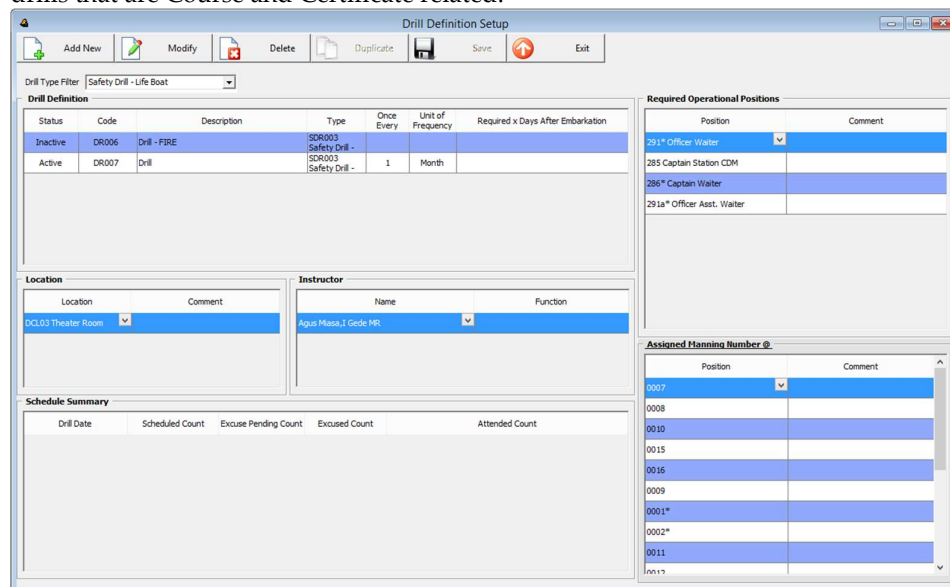 drills that are Course and Certificate related.
Drill Definition Setup
Add New Modify Delete Duplicate Save Exit
Drill Type Filter Safety Drill - Life Boat
Drill Definition
Status Code Description Type Once Every Unit of Frequency Required x Days After Embarkation
Inactive DR006 Drill - FIRE SDR003 Safety Drill -
Active DR007 Drill SDR003 Safety Drill - 1 Month
Required Operational Positions
Position Comment
291* Officer Waiter
285 Captain Station CDM
286* Captain Waiter
291a* Officer Asst. Waiter
Location
Location Comment
DCL03 Theater Room
Instructor
Name Function
Agus Miasa,I Gede MR
Assigned Manning Number @
Position Comment
0007
0008
0010
0015
0016
0009
0001*
0002*
0011
0012
Schedule Summary
Drill Date Scheduled Count Excuse Pending Count Excused Count Attended Count